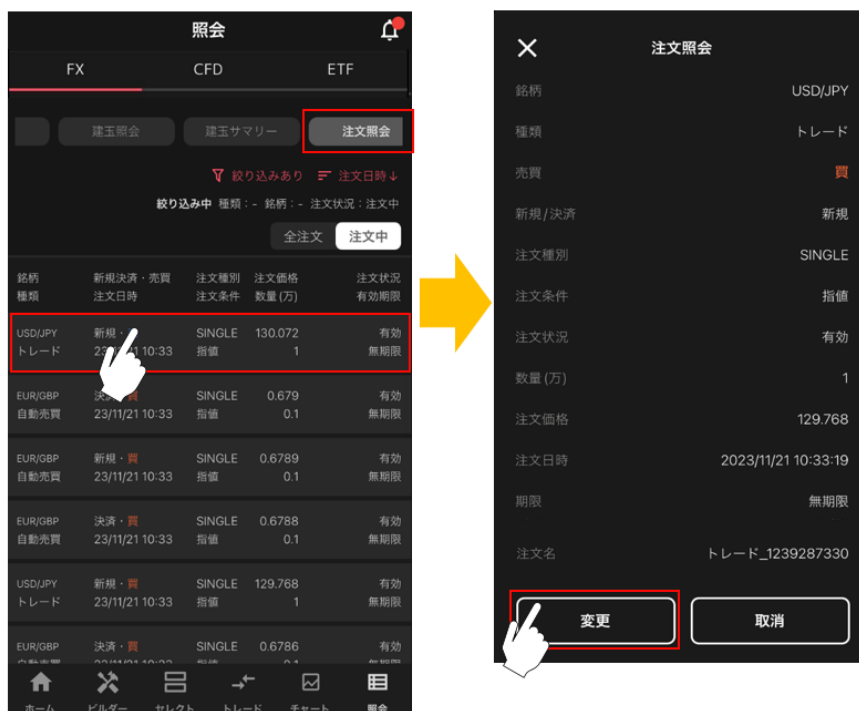 照会
FX CFD ETF
建玉照会 建玉サマリー 注文照会
絞り込みあり 注文日時↓
絞り込み中 種類：- 銘柄：- 注文状況：注文中
全注文 注文中
銘柄 新規決済・売買 注文種別 注文価格 注文状況
種類 注文日時 注文条件 数量(万) 有効期限
USD/JPY 新規・ SINGLE 130.072 有効
トレード 23/11/21 10:33 指値 1 無期限
EUR/GBP 決済・買 SINGLE 0.679 有効
自動売買 23/11/21 10:33 指値 0.1 無期限
EUR/GBP 新規・買 SINGLE 0.6789 有効
自動売買 23/11/21 10:33 指値 0.1 無期限
EUR/GBP 決済・買 SINGLE 0.6788 有効
自動売買 23/11/21 10:33 指値 0.1 無期限
USD/JPY 新規・買 SINGLE 129.768 有効
トレード 23/11/21 10:33 指値 1 無期限
EUR/GBP 決済・買 SINGLE 0.6786 有効
ホーム ビルダー セレクト トレード チャート 照会
注文照会
銘柄 USD/JPY
種類 トレード
売買 買
新規/決済 新規
注文種別 SINGLE
注文条件 指値
注文状況 有効
数量(万) 1
注文価格 129.768
注文日時 2023/11/21 10:33:19
期限 無期限
注文名 トレード_1239287330
変更 取消